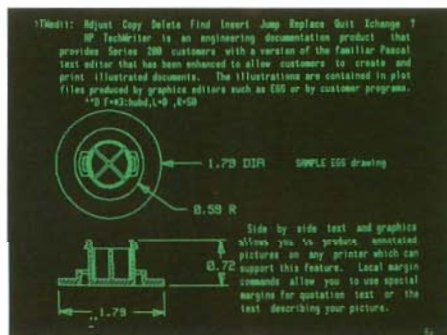 TWedit: Adjust Copy Delete Find Insert Jump Replace Quit Xchange ?
HP TechWriter is an engineering documentation product that
provides Series 200 customers with a version of the familiar Pascal
text editor that has been enhanced to allow customers to create and
print illustrated documents. The illustrations are contained in plot
files produced by graphics editors such as EGS or by customer programs.
1.79 DIA
SAMPLE EGS drawing
0.59 R
Side by side text and graphics
allows you to produce annotated
pictures on any printer which can
support this feature. Local margin
commands allow you to use special
margins for quotation text or the
text describing your picture.
0.72
1.79